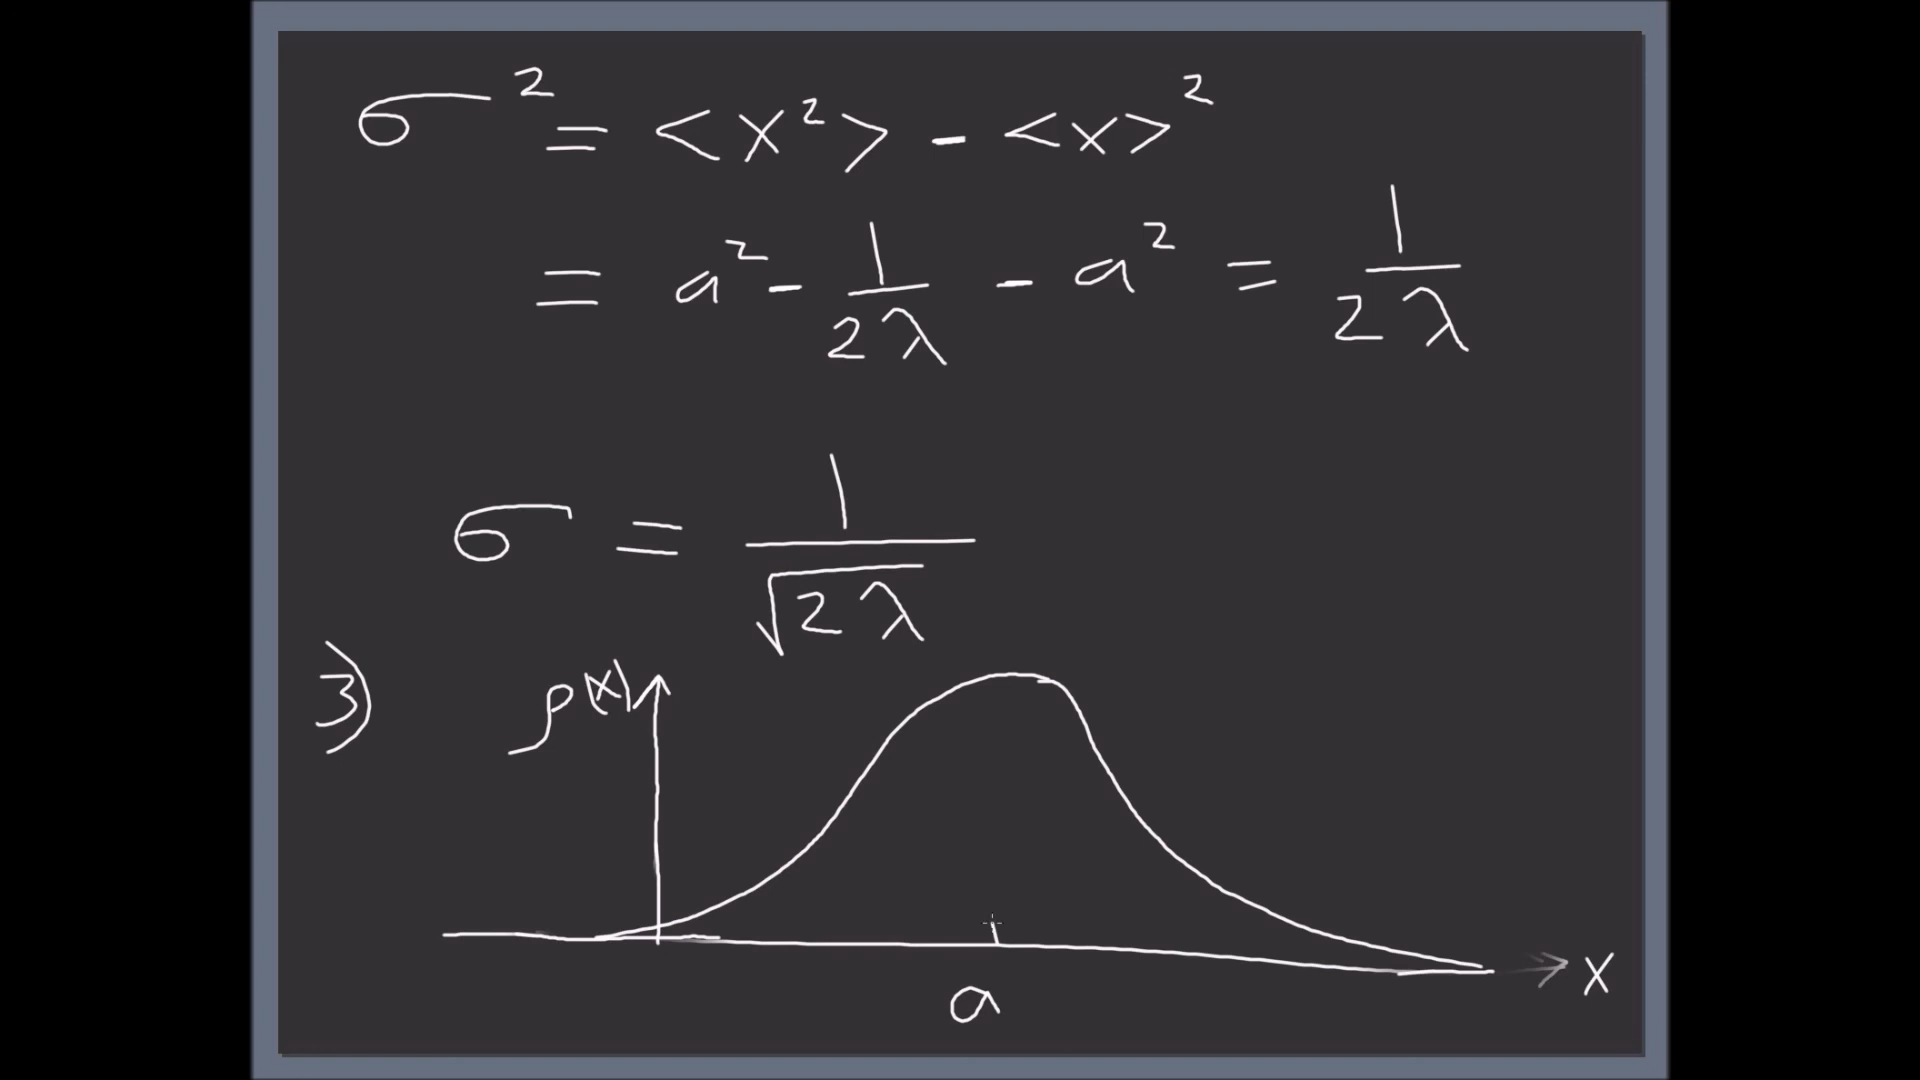 σ² = <x²> - <x>²
= a² - 1/2λ - a² = 1/2λ
σ = 1/√2λ
3)
ρ(x)
a
x